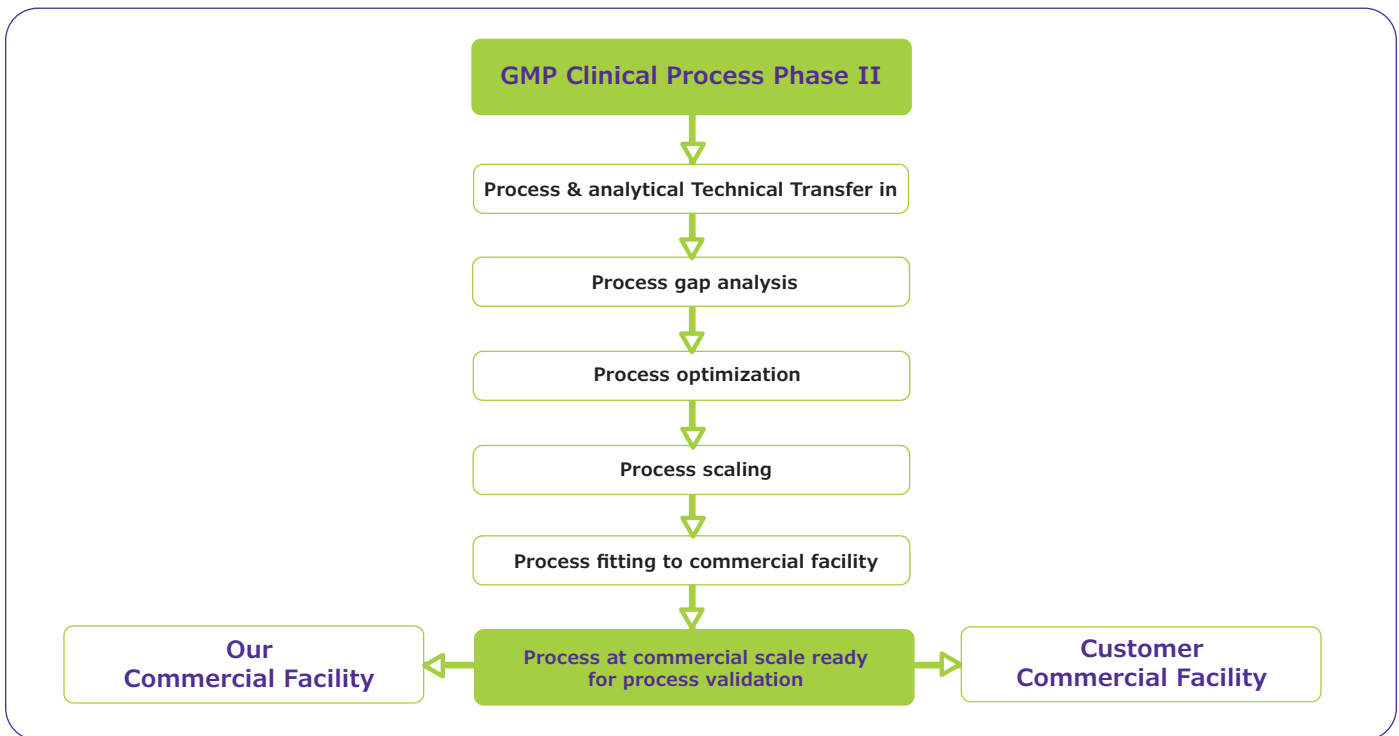 GMP Clinical Process Phase II
Process & analytical Technical Transfer in
Process gap analysis
Process optimization
Process scaling
Process fitting to commercial facility
Our
Commercial Facility
Process at commercial scale ready
for process validation
Customer
Commercial Facility